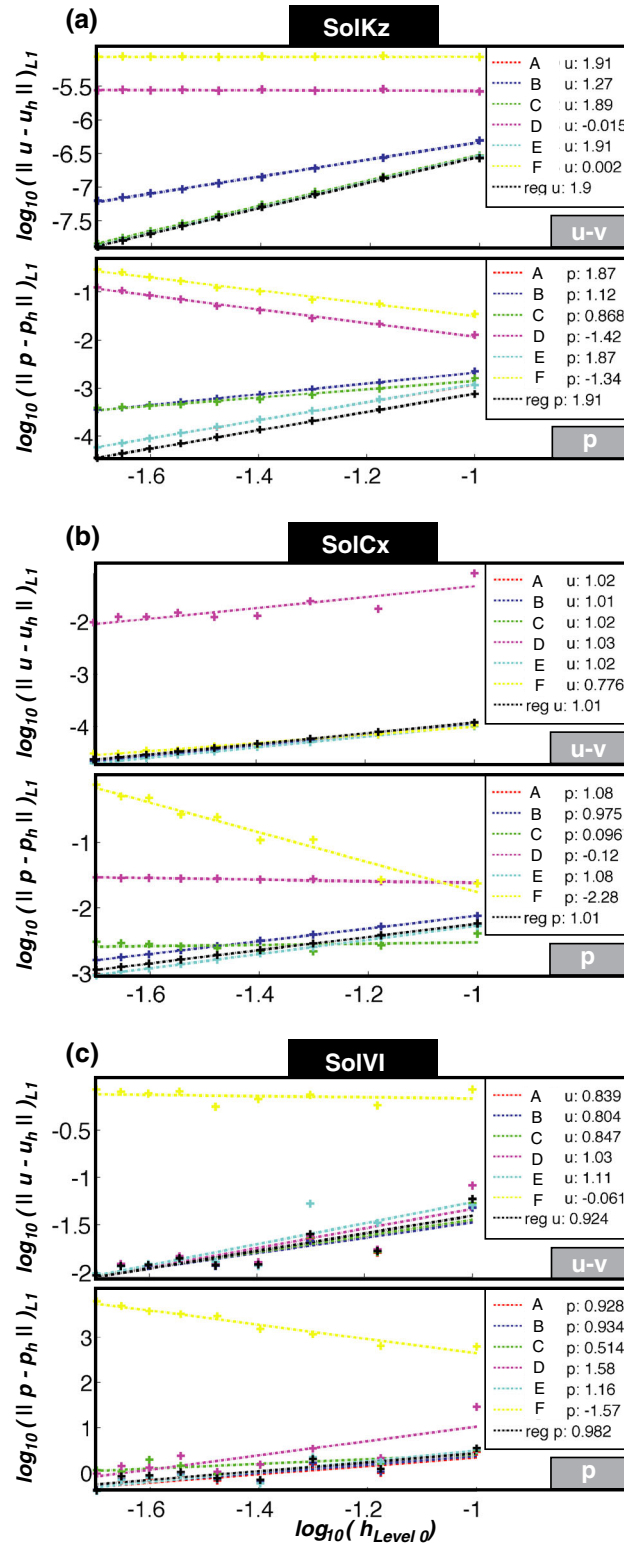 (a) SolKz
log10( || u - uh || )L1
-5.5
-6
-6.5
-7
-7.5
A u: 1.91
B u: 1.27
C u: 1.89
D u: -0.015
E u: 1.91
F u: 0.002
reg u: 1.9
u-v
log10( || p - ph || )L1
-1
-2
-3
-4
A p: 1.87
B p: 1.12
C p: 0.868
D p: -1.42
E p: 1.87
F p: -1.34
reg p: 1.91
p
-1.6 -1.4 -1.2 -1
(b) SolCx
log10( || u - uh || )L1
-2
-3
-4
A u: 1.02
B u: 1.01
C u: 1.02
D u: 1.03
E u: 1.02
F u: 0.776
reg u: 1.01
u-v
log10( || p - ph || )L1
-1
-2
-3
A p: 1.08
B p: 0.975
C p: 0.096
D p: -0.12
E p: 1.08
F p: -2.28
reg p: 1.01
p
-1.6 -1.4 -1.2 -1
(c) SolVI
log10( || u - uh || )L1
-0.5
-1
-1.5
-2
A u: 0.839
B u: 0.804
C u: 0.847
D u: 1.03
E u: 1.11
F u: -0.061
reg u: 0.924
u-v
log10( || p - ph || )L1
3
2
1
0
A p: 0.928
B p: 0.934
C p: 0.514
D p: 1.58
E p: 1.16
F p: -1.57
reg p: 0.982
p
-1.6 -1.4 -1.2 -1
log10( hLevel 0)